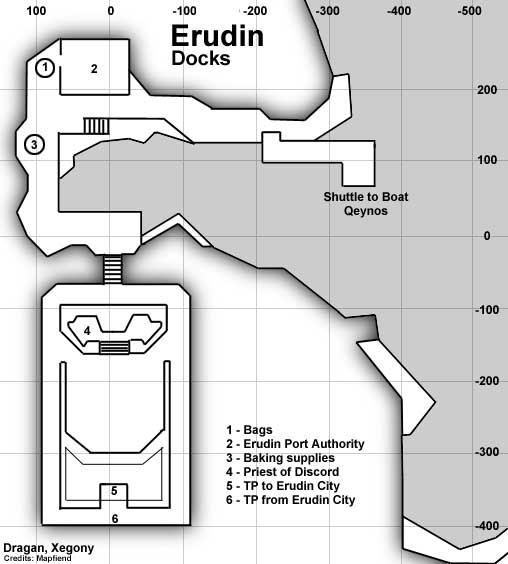 100 0 -100 -200 -300 -400 -500
Erudin
Docks
1
2
200
3
100
Shuttle to Boat
Qeynos
0
-100
4
-200
1 - Bags
2 - Erudin Port Authority
3 - Baking supplies
4 - Priest of Discord
5 - TP to Erudin City
6 - TP from Erudin City
-300
5
6
-400
Dragan, Xegony
Credits: Mapfiend